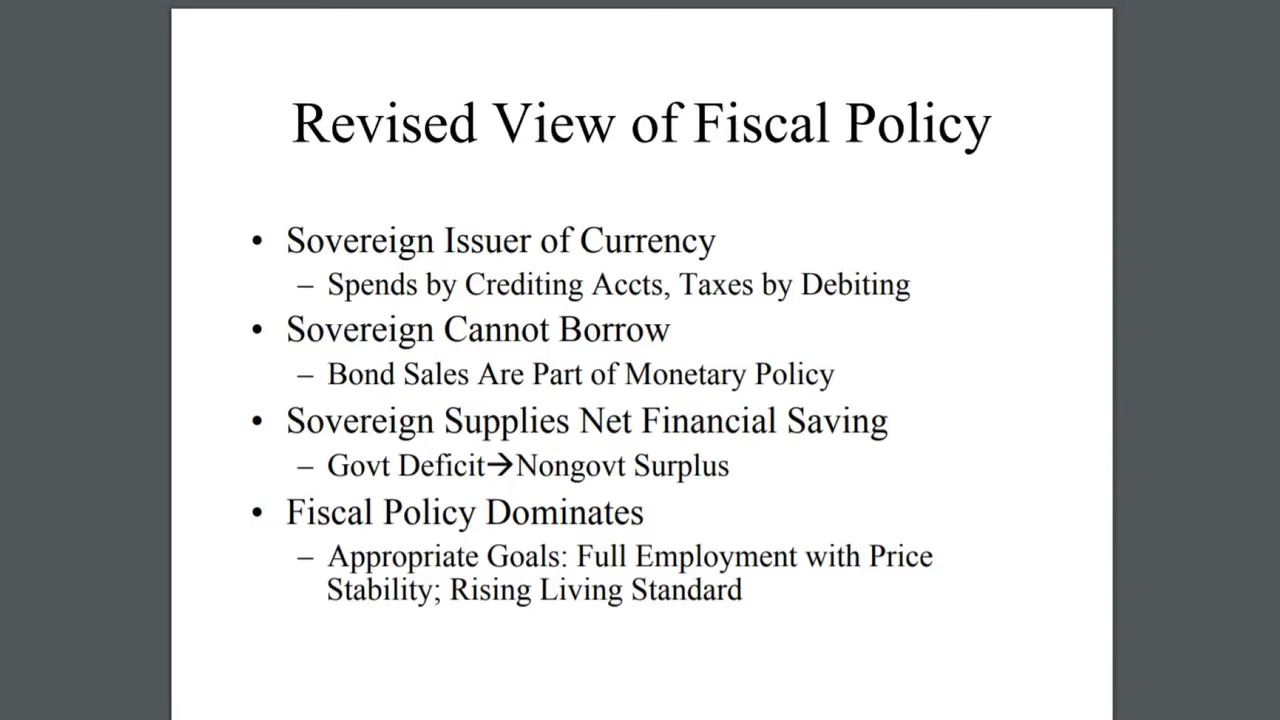 Revised View of Fiscal Policy
• Sovereign Issuer of Currency
– Spends by Crediting Accts, Taxes by Debiting
• Sovereign Cannot Borrow
– Bond Sales Are Part of Monetary Policy
• Sovereign Supplies Net Financial Saving
– Govt Deficit→Nongovt Surplus
• Fiscal Policy Dominates
– Appropriate Goals: Full Employment with Price
Stability; Rising Living Standard